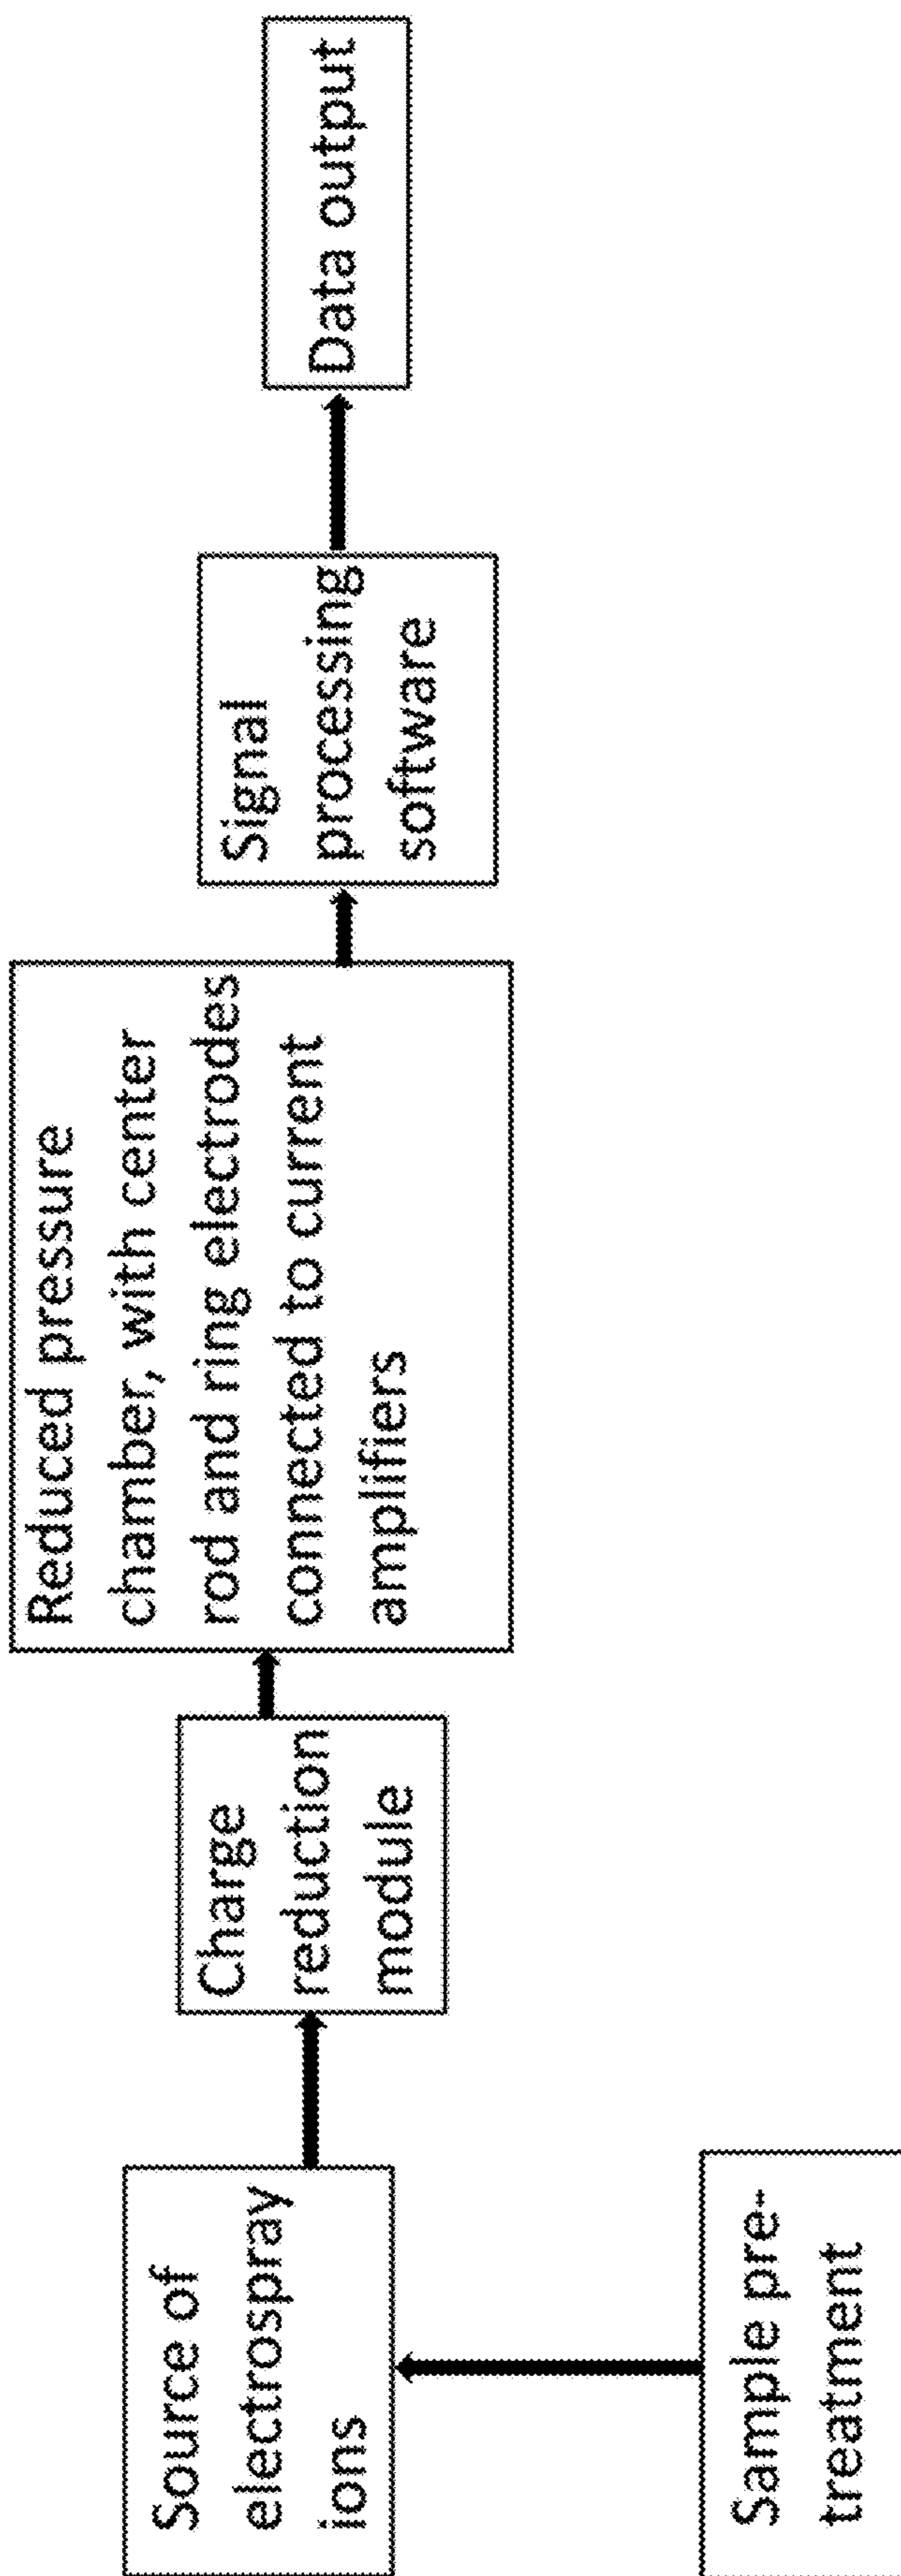 Sample pre-
treatment
Source of
electrospray
ions
Charge
reduction
module
Reduced pressure
chamber, with center
rod and ring electrodes
connected to current
amplifiers
Signal
processing
software
Data output